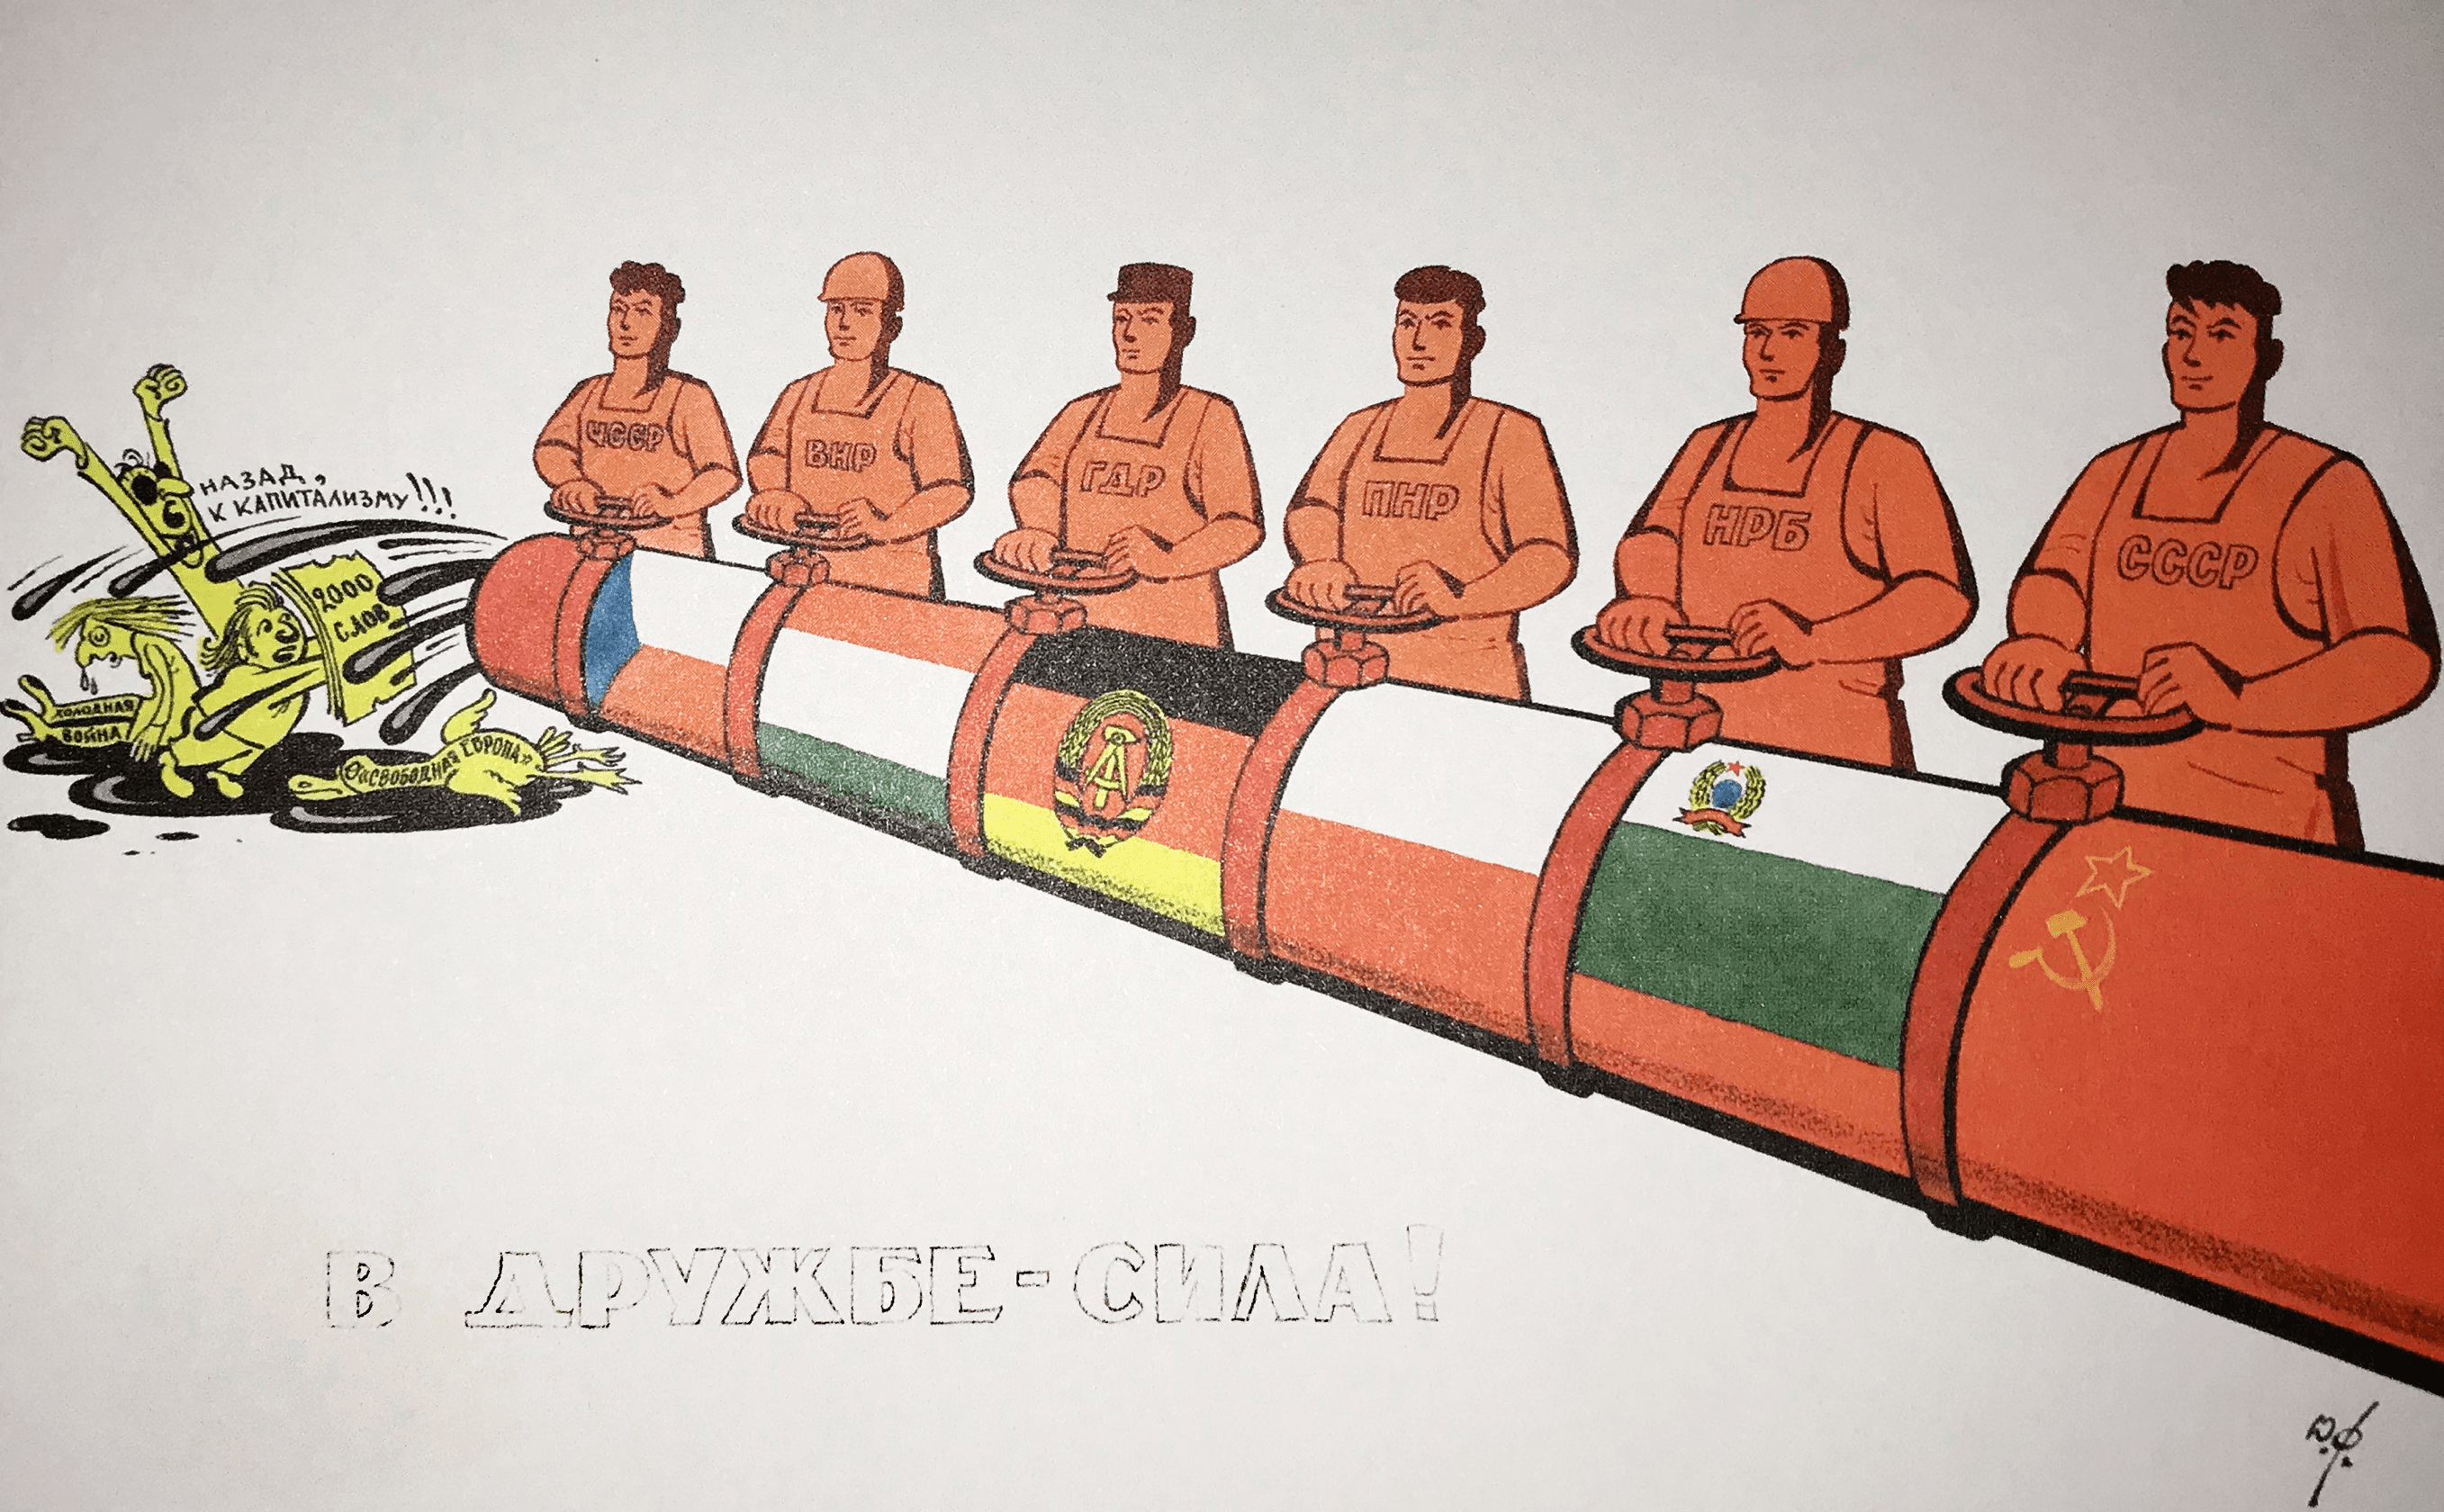 НАЗАД,
К КАПИТАЛИЗМУ!!!
2000
СЛОВ
ХОЛОДНАЯ
ВОЙНА
"СВОБОДНАЯ ЕВРОПА"
ЧССР
ВНР
ГДР
ПНР
НРБ
СССР
В ДРУЖБЕ-СИЛА!